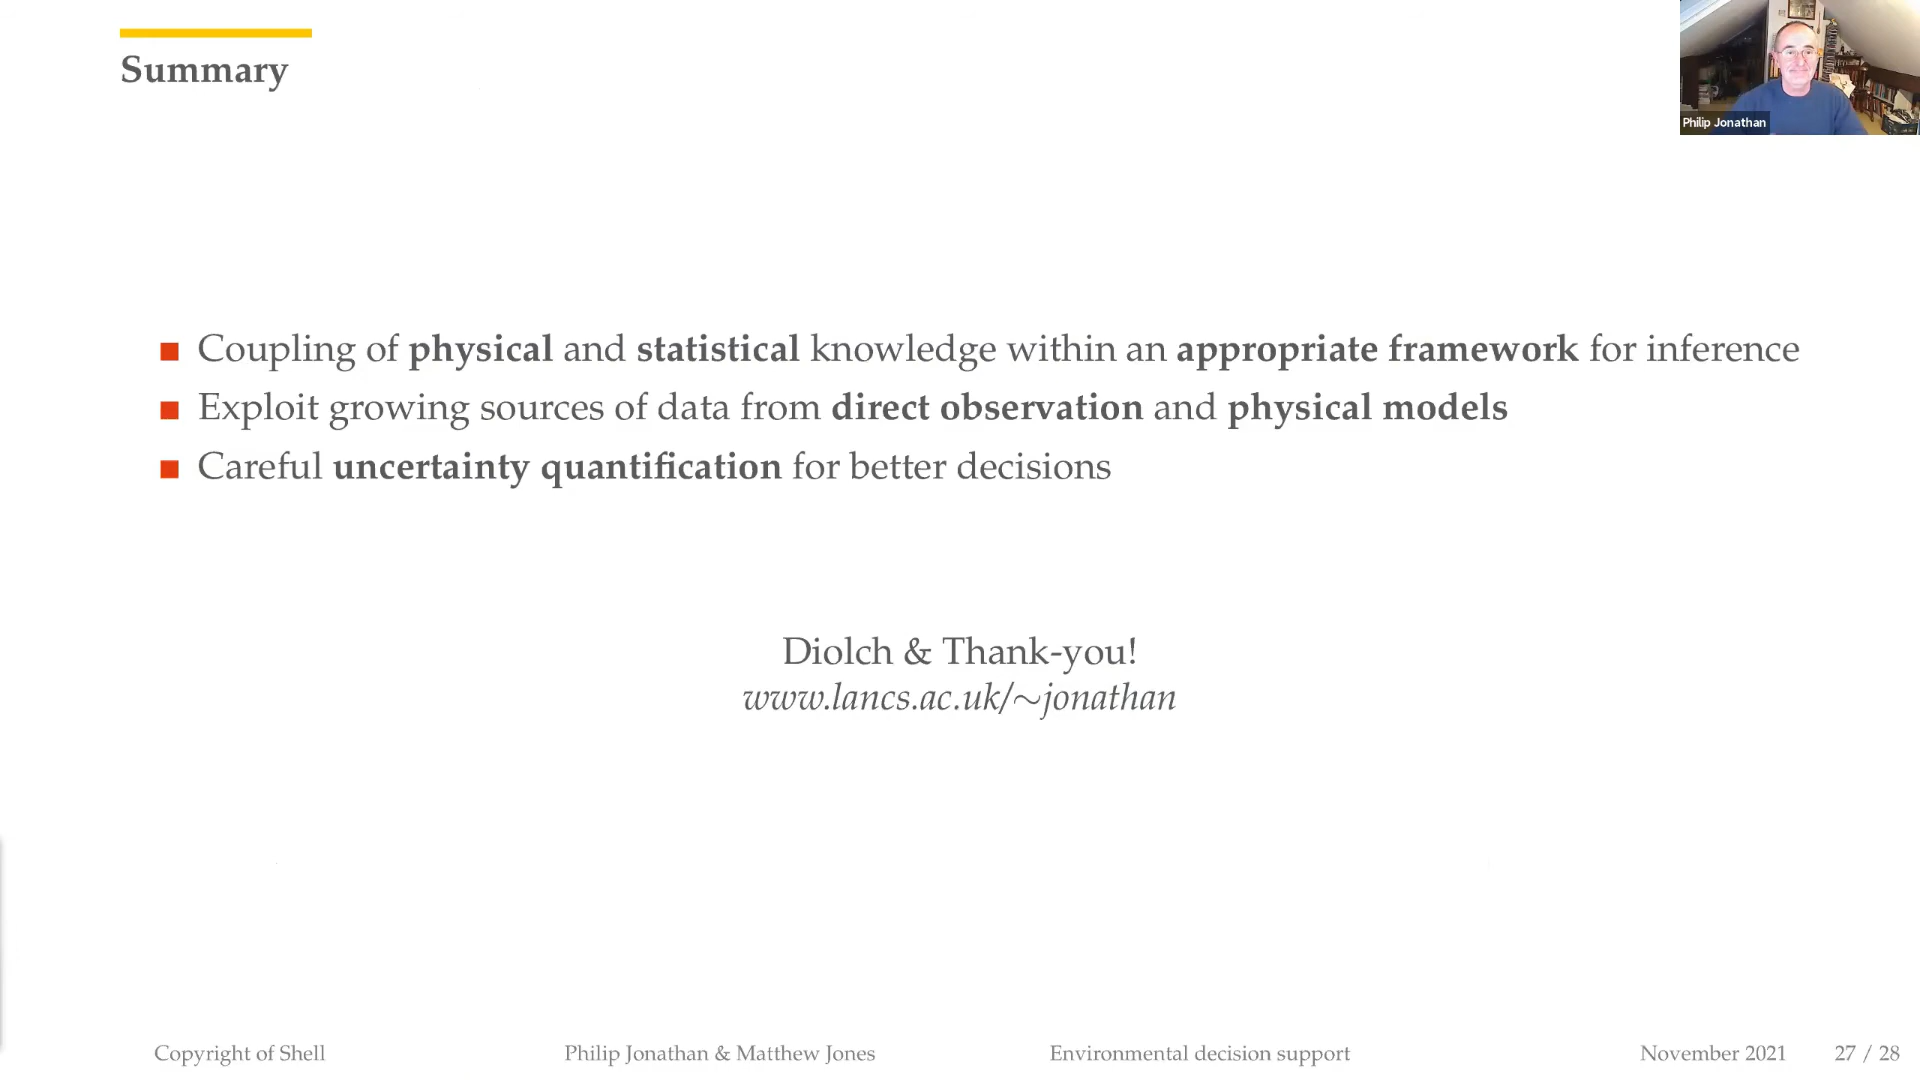 Summary
Philip Jonathan
Coupling of physical and statistical knowledge within an appropriate framework for inference
Exploit growing sources of data from direct observation and physical models
Careful uncertainty quantification for better decisions
Diolch & Thank-you!
www.lancs.ac.uk/~jonathan
Copyright of Shell Philip Jonathan & Matthew Jones Environmental decision support November 2021 27 / 28